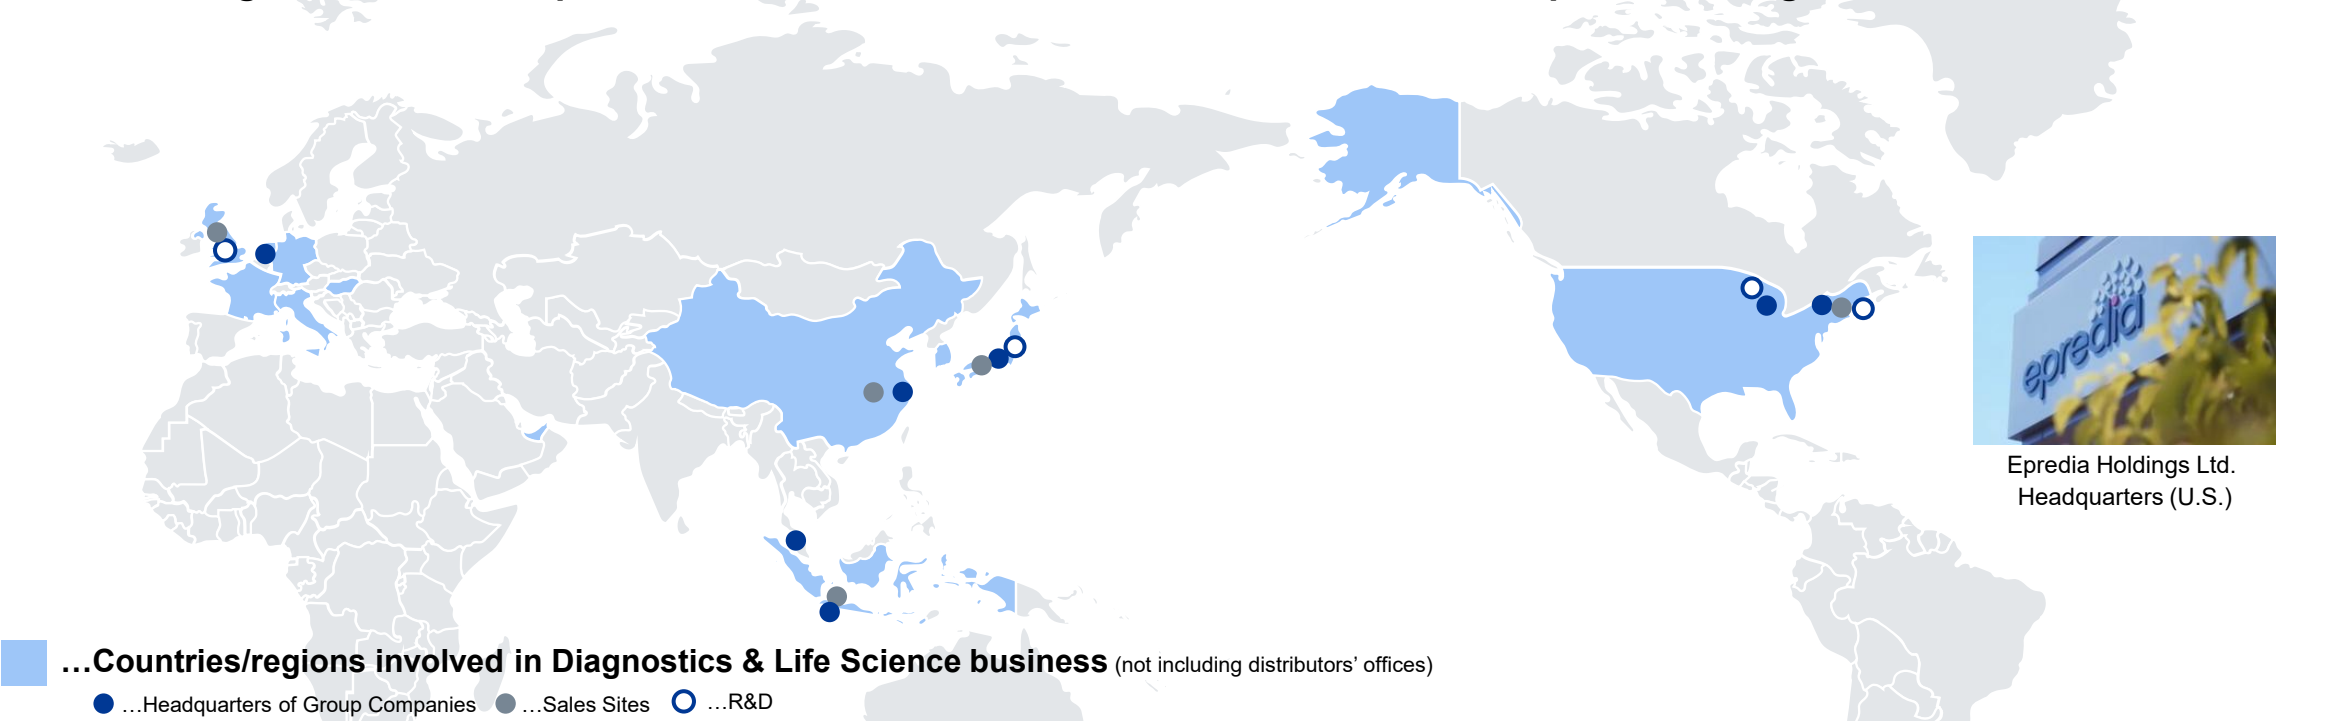 epredia
Epredia Holdings Ltd.
Headquarters (U.S.)
…Countries/regions involved in Diagnostics & Life Science business (not including distributors’ offices)
…Headquarters of Group Companies …Sales Sites …R&D